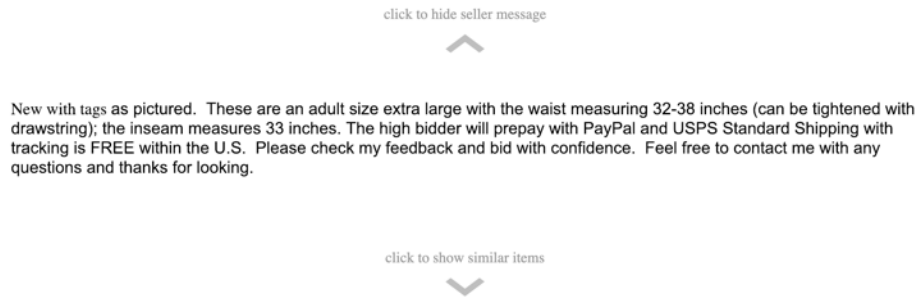 click to hide seller message
New with tags as pictured.  These are an adult size extra large with the waist measuring 32-38 inches (can be tightened with
drawstring); the inseam measures 33 inches. The high bidder will prepay with PayPal and USPS Standard Shipping with
tracking is FREE within the U.S.  Please check my feedback and bid with confidence.  Feel free to contact me with any
questions and thanks for looking.
click to show similar items